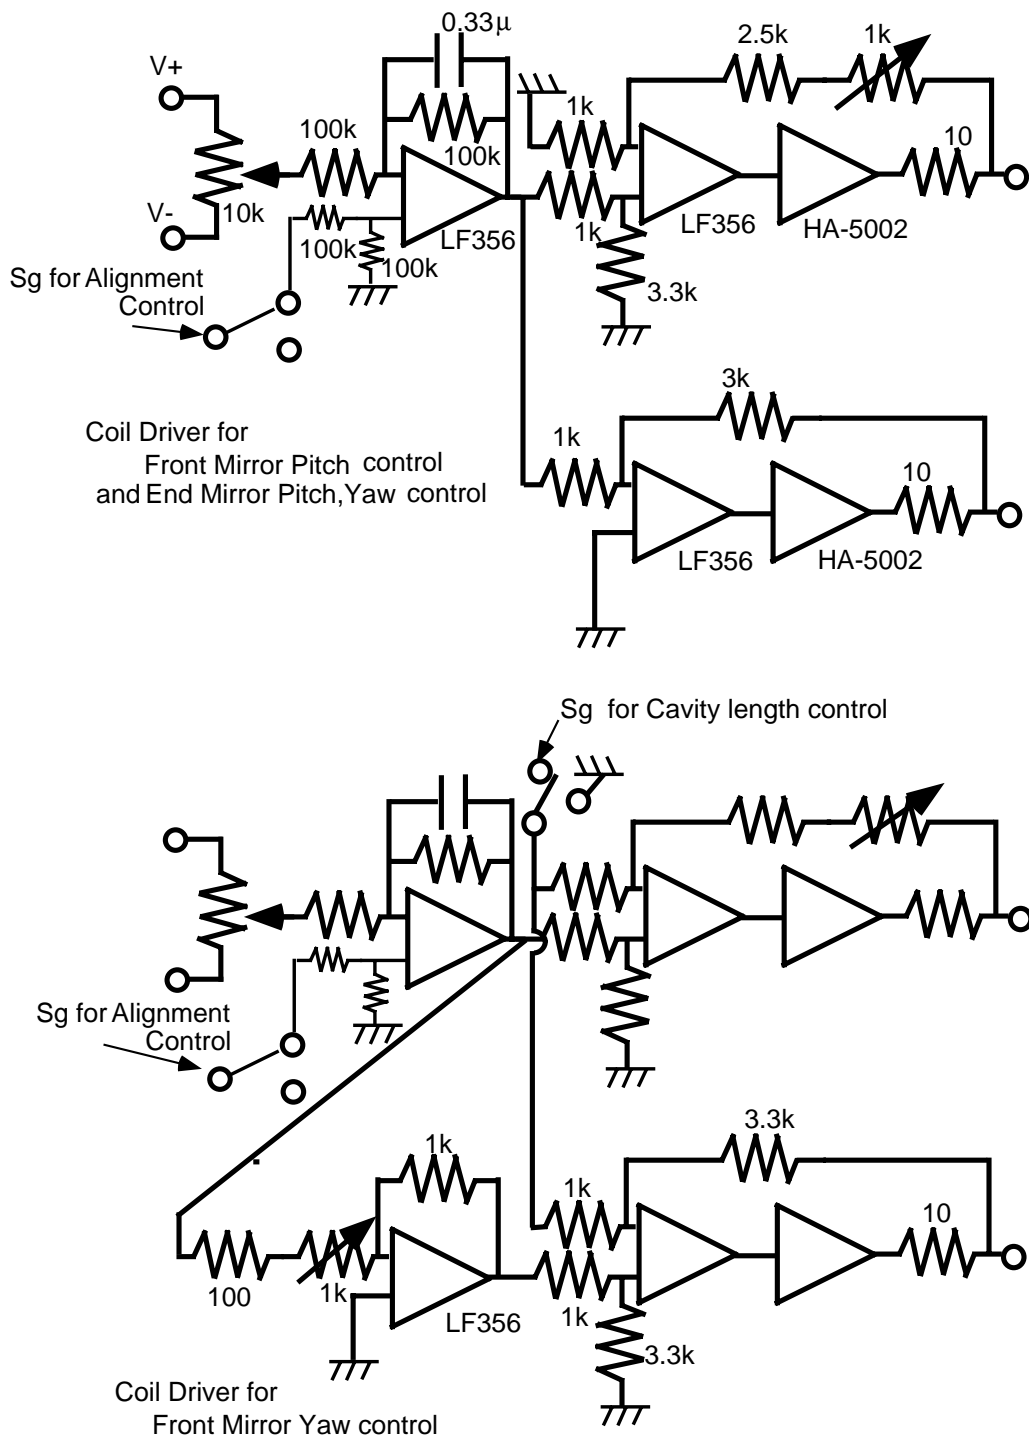 0.33μ
2.5k
1k
V+
100k
1k
100k
10
V-
10k
LF356
LF356
HA-5002
100k
100k
1k
3.3k
Sg for Alignment
Control
3k
1k
Coil Driver for
Front Mirror Pitch control
and End Mirror Pitch,Yaw control
10
LF356
HA-5002
Sg for Cavity length control
Sg for Alignment
Control
3.3k
1k
1k
10
100
1k
LF356
1k
3.3k
Coil Driver for
Front Mirror Yaw control